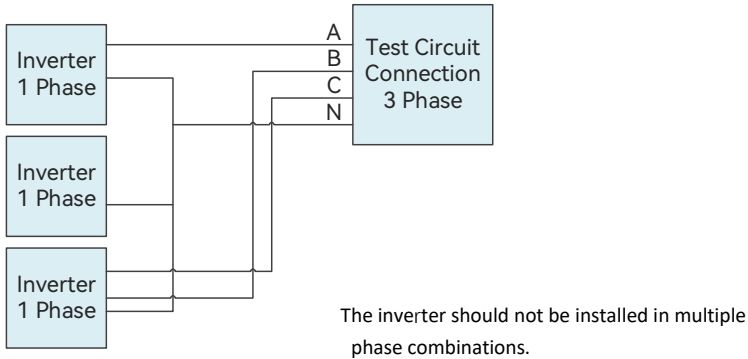 Inverter
1 Phase
Inverter
1 Phase
Inverter
1 Phase
A
B
C
N
Test Circuit
Connection
3 Phase
The inverter should not be installed in multiple
phase combinations.